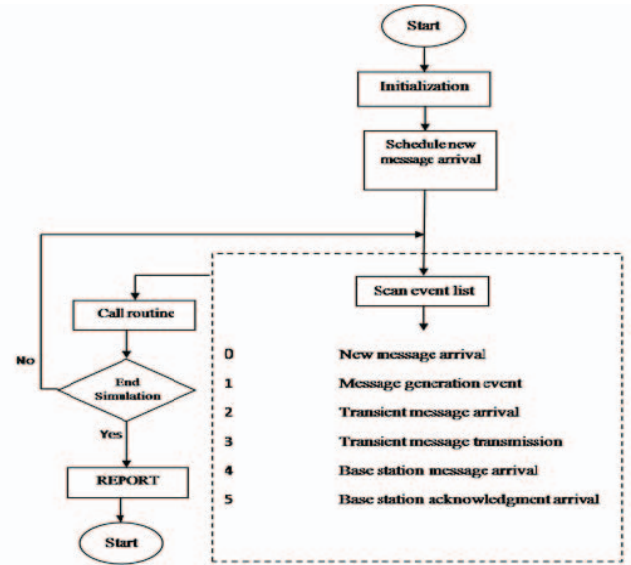 Start
Initialization
Schedule new
message arrival
Scan event list
Call routine
No
End
Simulation
Yes
REPORT
Start
0 New message arrival
1 Message generation event
2 Transient message arrival
3 Transient message transmission
4 Base station message arrival
5 Base station acknowledgment arrival